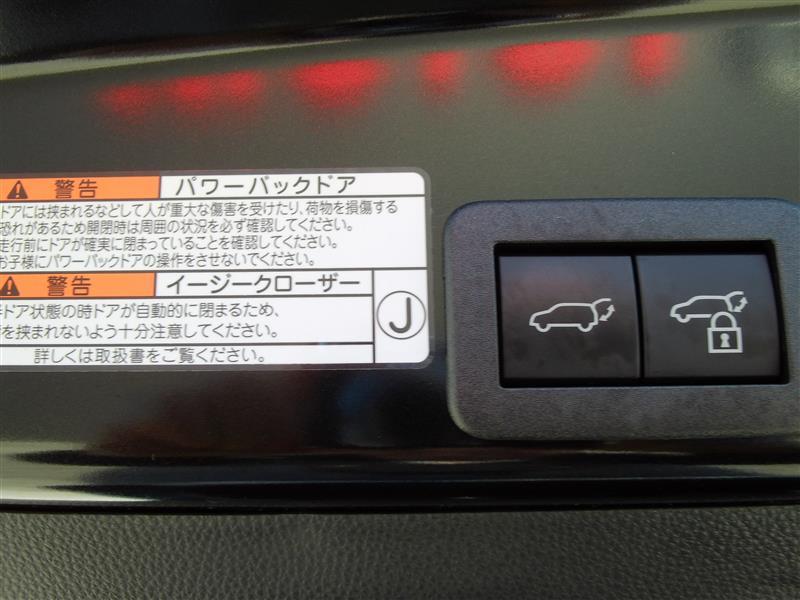 警告 パワーバックドア
ドアには挟まれるなどして人が重大な傷害を受けたり、荷物を損傷する
恐れがあるため開閉時は周囲の状況を必ず確認してください。
走行前にドアが確実に閉まっていることを確認してください。
お子様にパワーバックドアの操作をさせないでください。
警告 イージークローザー
ドア状態の時ドアが自動的に閉まるため、
を挟まれないよう十分注意してください。
詳しくは取扱書をご覧ください。
J